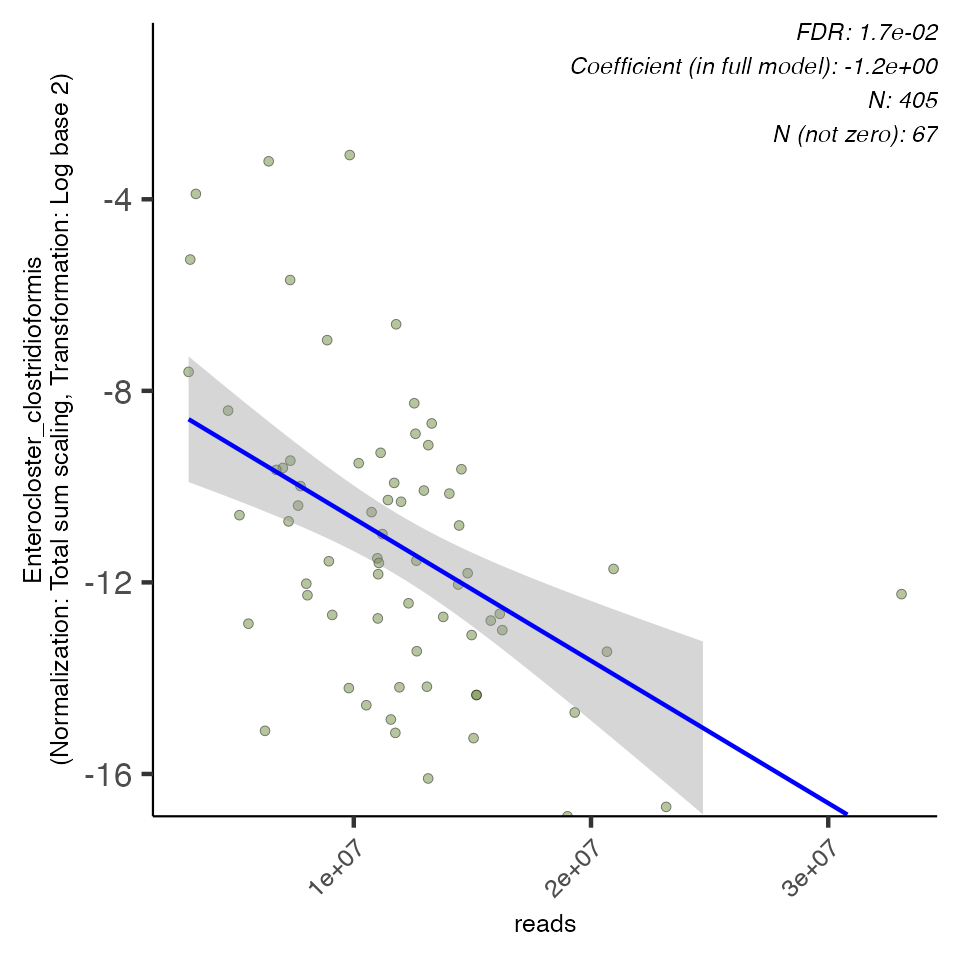 FDR: 1.7e-02
Coefficient (in full model): -1.2e+00
N: 405
N (not zero): 67
Enterocloster_clostridioformis
(Normalization: Total sum scaling, Transformation: Log base 2)
-4
-8
-12
-16
1e+07
2e+07
3e+07
reads